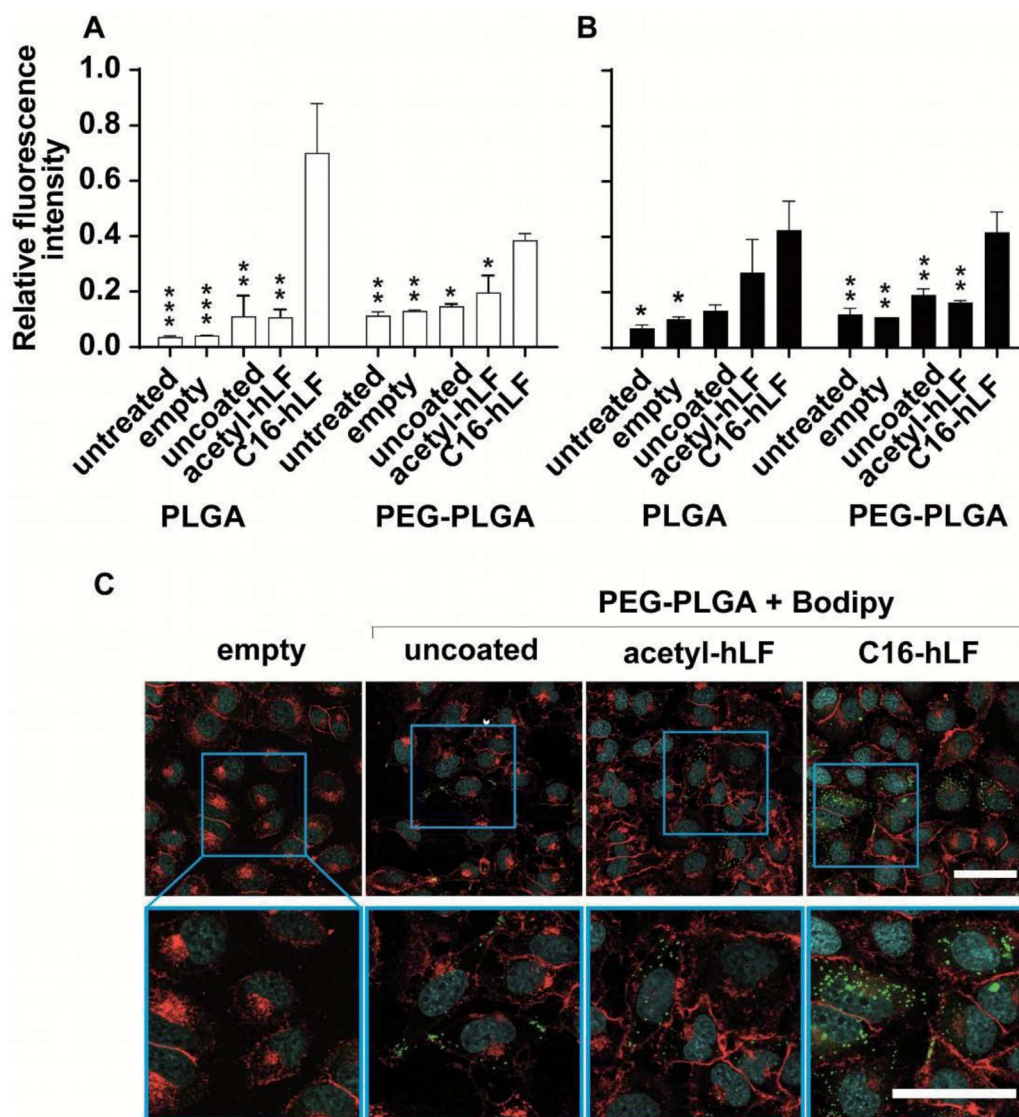 A
B
Relative fluorescence
intensity
1.0
0.8
0.6
0.4
0.2
0.0
***
***
**
**
**
**
*
*
*
*
**
**
**
**
untreated
empty
uncoated
acetyl-hLF
C16-hLF
untreated
empty
uncoated
acetyl-hLF
C16-hLF
untreated
empty
uncoated
acetyl-hLF
C16-hLF
untreated
empty
uncoated
acetyl-hLF
C16-hLF
PLGA
PEG-PLGA
PLGA
PEG-PLGA
C
PEG-PLGA + Bodipy
empty
uncoated
acetyl-hLF
C16-hLF